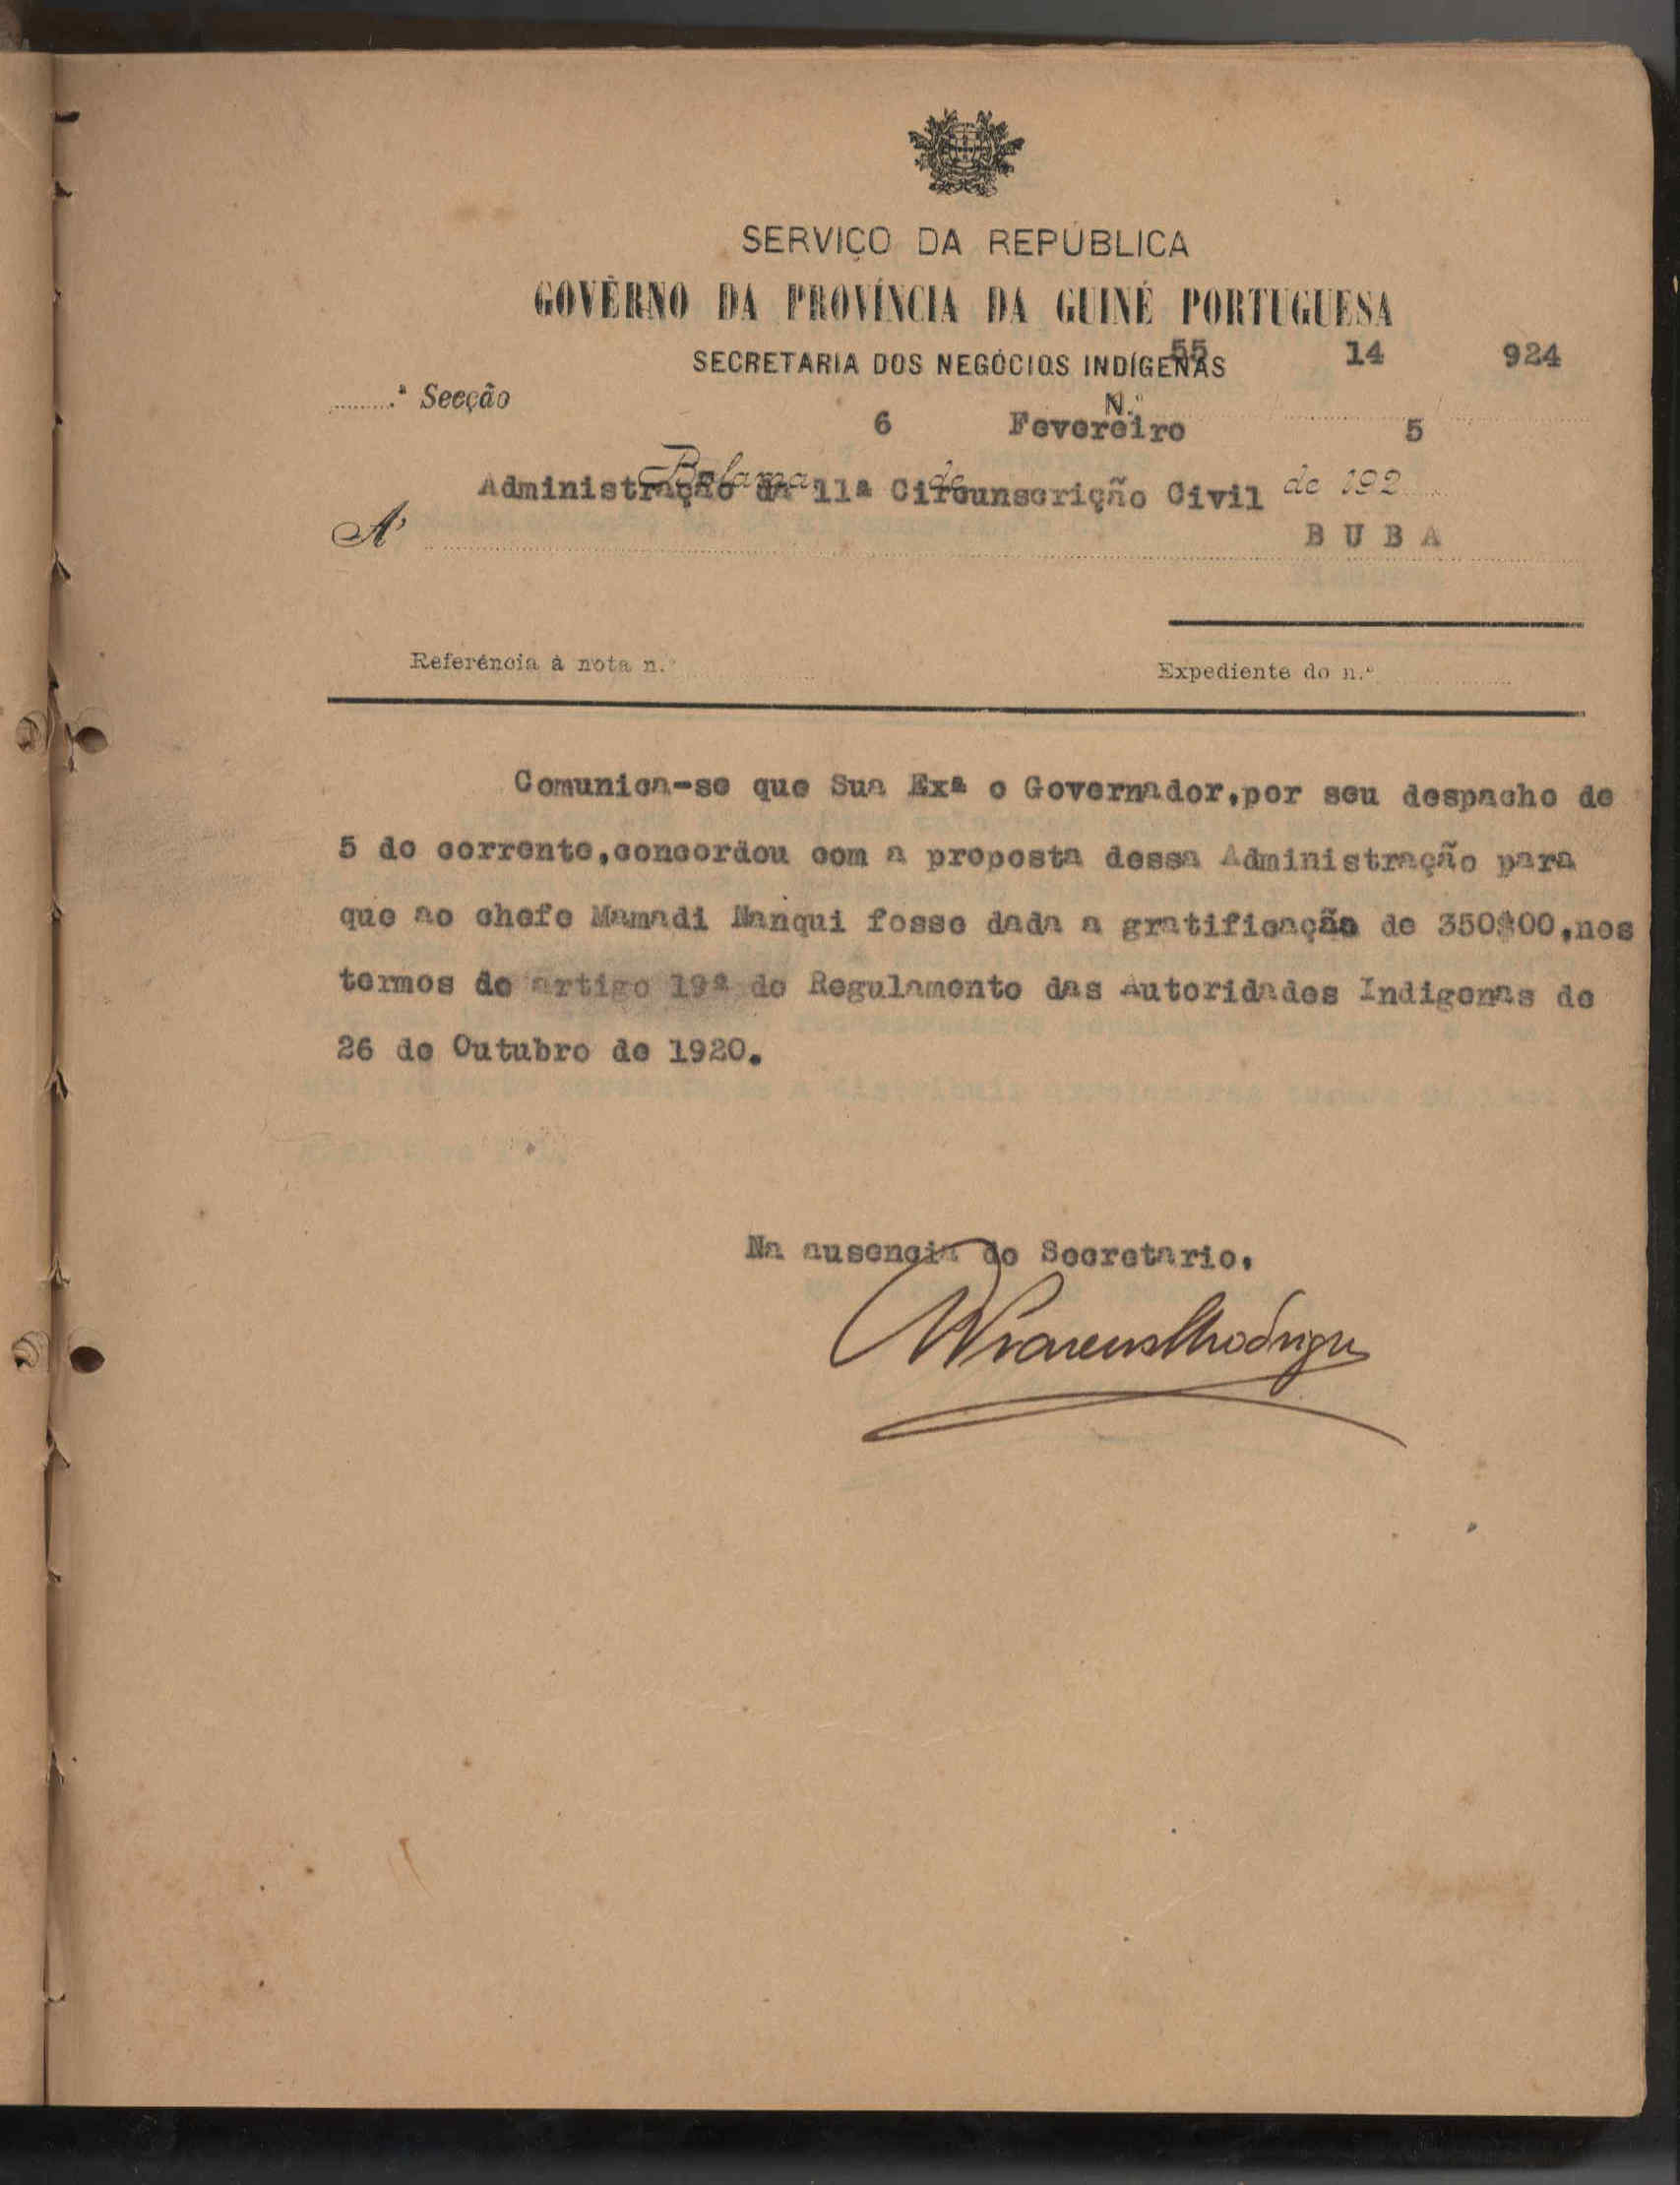 SERVIÇO DA REPÚBLICA
GOVÊRNO DA PROVÍNCIA DA GUINÉ PORTUGUESA
SECRETARIA DOS NEGÓCIOS INDÍGENAS
55 14 924
.ª Secção N.º
6 Fevereiro 5
Bolama de de 192
Administração da 11ª Circunscrição Civil
A'
B U B A
Referência à nota n.º Expediente do n.º
Comunica-se que Sua Exª o Governador,por seu despacho de
5 do corrente,concordou com a proposta dessa Administração para
que ao chefe Mamadi Nanqui fosse dada a gratificação de 350$00,nos
termos do artigo 19º do Regulamento das Autoridades Indigenas de
26 de Outubro de 1920.
Na ausencia do Secretario.